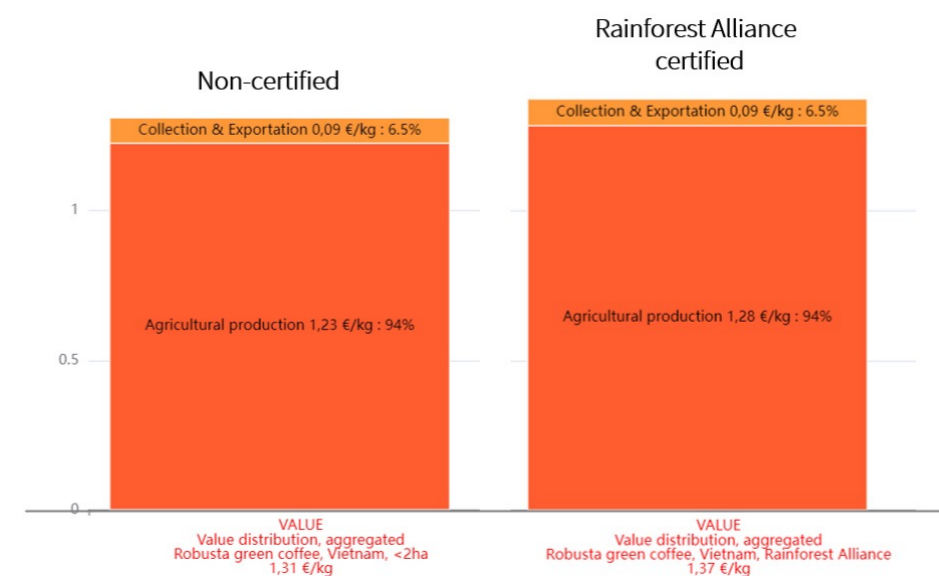 Non-certified
Rainforest Alliance
certified
Collection & Exportation 0,09 €/kg : 6.5%
Collection & Exportation 0,09 €/kg : 6.5%
1
Agricultural production 1,23 €/kg : 94%
Agricultural production 1,28 €/kg : 94%
0.5
0
VALUE
Value distribution, aggregated
Robusta green coffee, Vietnam, <2ha
1,31 €/kg
VALUE
Value distribution, aggregated
Robusta green coffee, Vietnam, Rainforest Alliance
1,37 €/kg